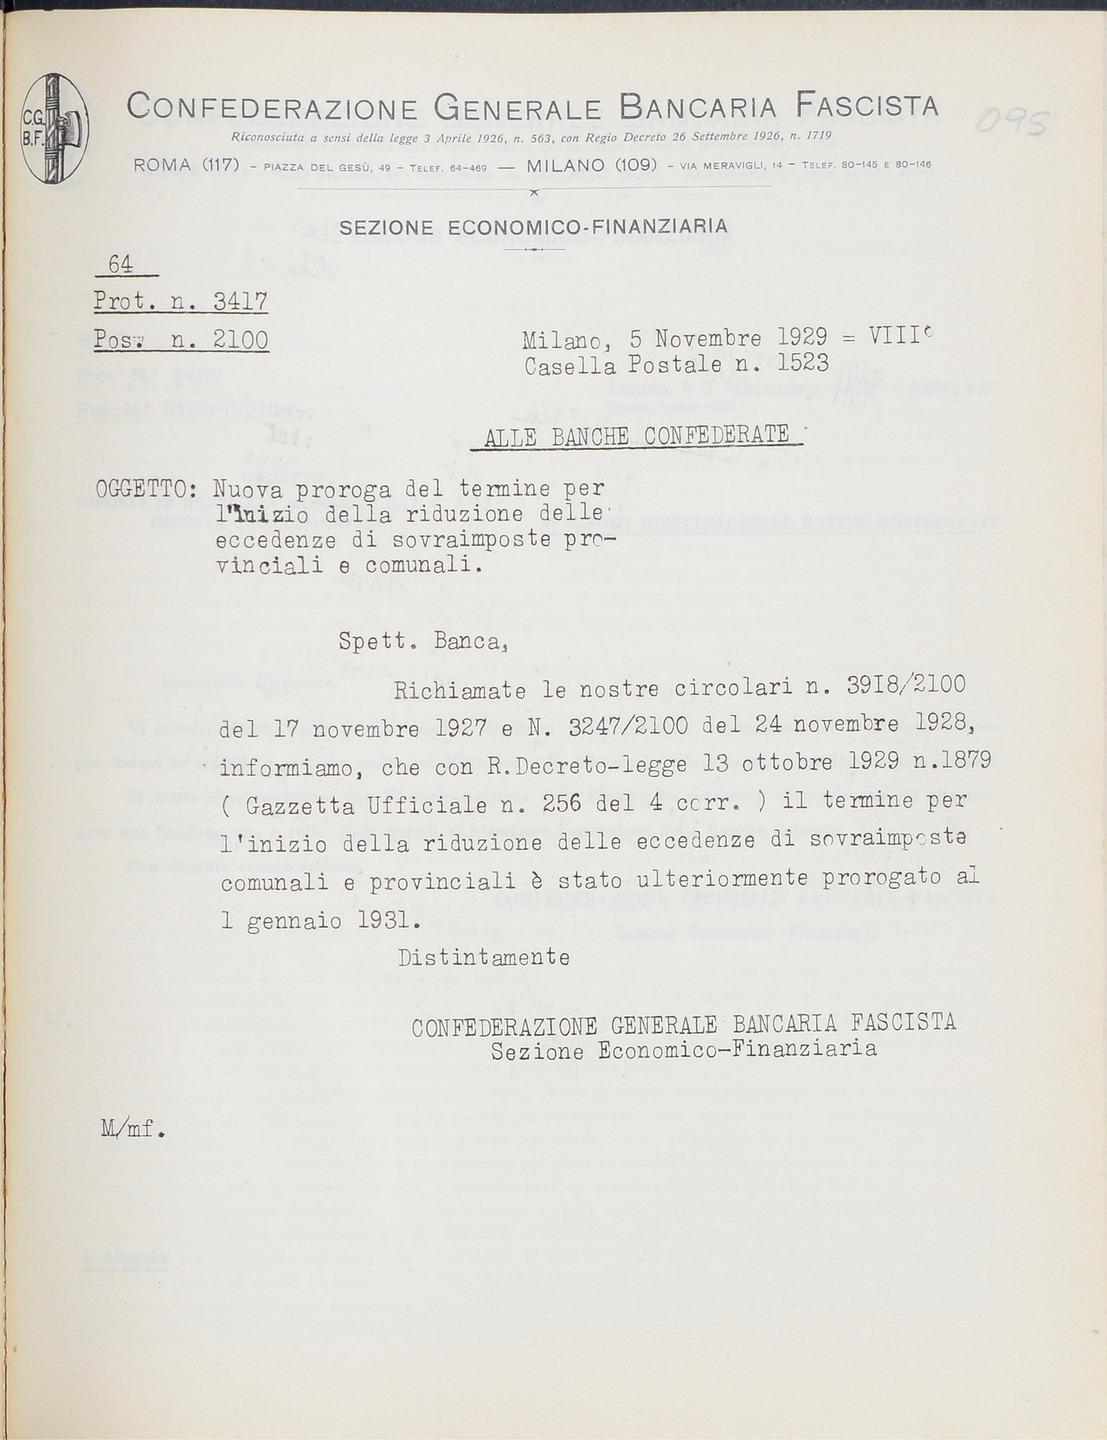 C.G.
B.F.
CONFEDERAZIONE GENERALE BANCARIA FASCISTA
095
Riconosciuta a sensi della legge 3 Aprile 1926, n. 563, con Regio Decreto 26 Settembre 1926, n. 1719
ROMA (117) - PIAZZA DEL GESÙ, 49 - TELEF. 64-469 — MILANO (109) - VIA MERAVIGLI, 14 - TELEF. 80-145 E 80-146
SEZIONE ECONOMICO-FINANZIARIA
64
Prot. n. 3417
Pos. n. 2100
Milano, 5 Novembre 1929 = VIII°
Casella Postale n. 1523
ALLE BANCHE CONFEDERATE
OGGETTO: Nuova proroga del termine per
l'inizio della riduzione delle
eccedenze di sovraimposte pro-
vinciali e comunali.
Spett. Banca,
Richiamate le nostre circolari n. 39I8/2100
del 17 novembre 1927 e N. 3247/2100 del 24 novembre 1928,
informiamo, che con R.Decreto-legge 13 ottobre 1929 n.1879
( Gazzetta Ufficiale n. 256 del 4 corr. ) il termine per
l'inizio della riduzione delle eccedenze di sovraimposte
comunali e provinciali è stato ulteriormente prorogato al
1 gennaio 1931.
Distintamente
CONFEDERAZIONE GENERALE BANCARIA FASCISTA
Sezione Economico-Finanziaria
M/mf.